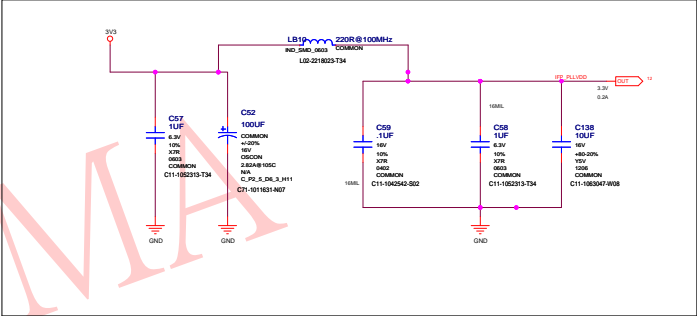 3V3
LB10 220R@100MHz
IND_SMD_0603 COMMON
L02-2218023-T34
IFP_PLLVDD OUT 12
3.3V
0.2A
16MIL
C57
1UF
6.3V
10%
X7R
0603
COMMON
C11-1052313-T34
C52
100UF
COMMON
+/-20%
16V
OSCON
2.82A@105C
N/A
C_P2_5_D6_3_H11
C71-1011631-N07
C59
.1UF
16V
10%
X7R
0402
COMMON
C11-1042542-S02
16MIL
C58
1UF
6.3V
10%
X7R
0603
COMMON
C11-1052313-T34
C138
10UF
16V
+80-20%
Y5V
1206
COMMON
C11-1063047-W08
GND
GND
GND
MA